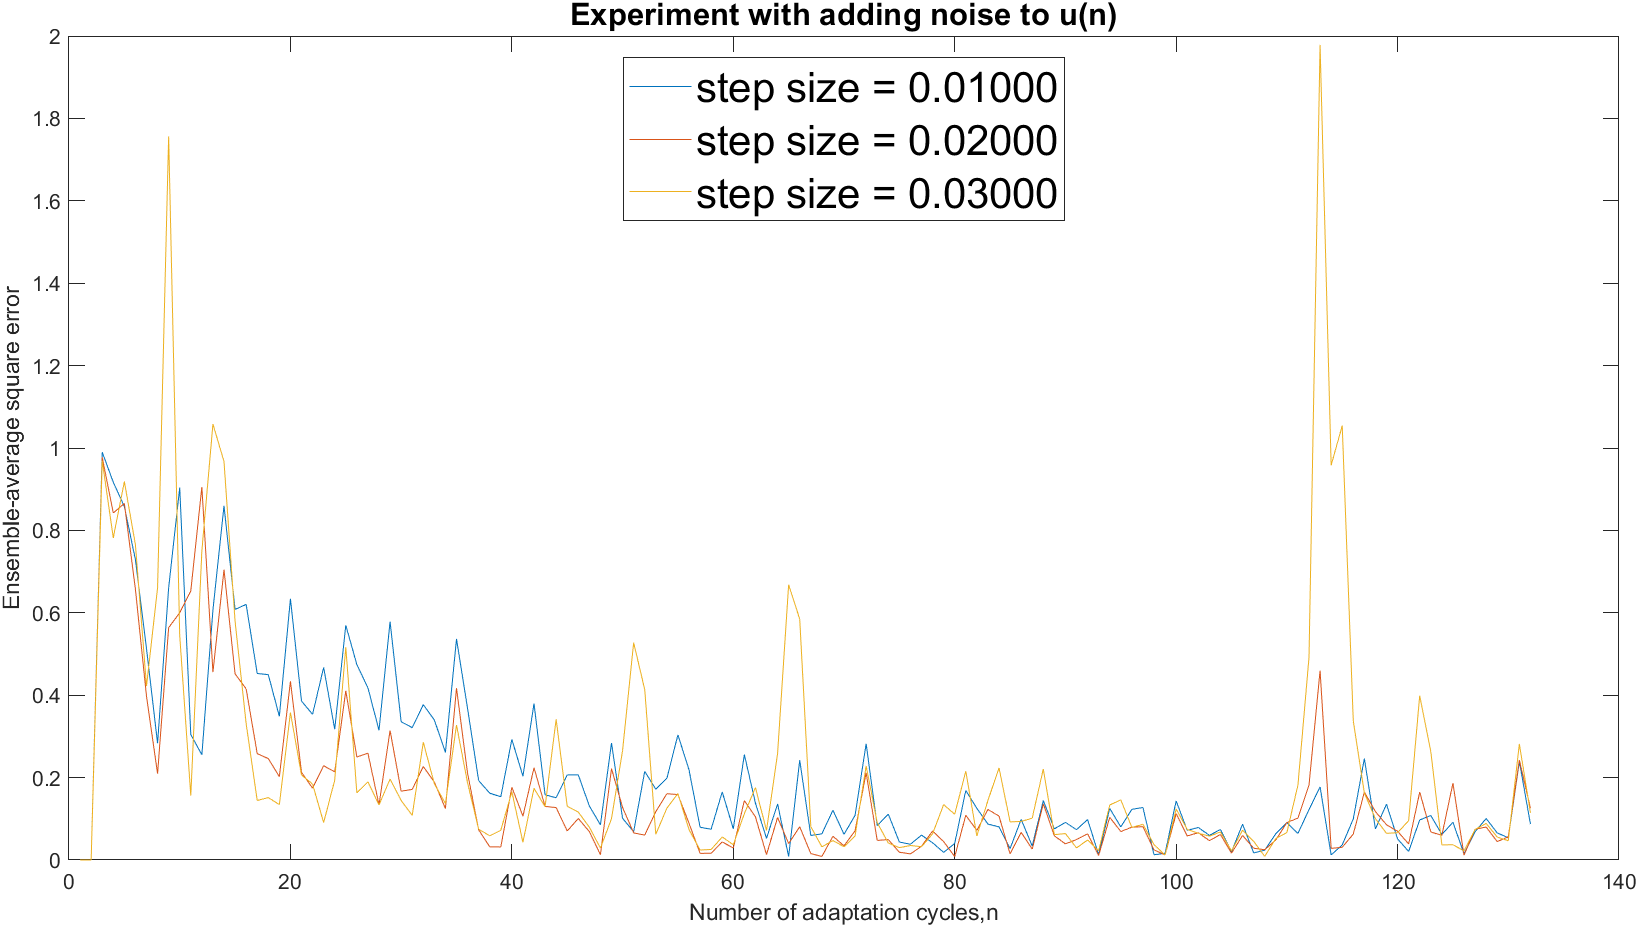 Experiment with adding noise to u(n)
step size = 0.01000
step size = 0.02000
step size = 0.03000
Ensemble-average square error
2
1.8
1.6
1.4
1.2
1
0.8
0.6
0.4
0.2
0
0 20 40 60 80 100 120 140
Number of adaptation cycles,n